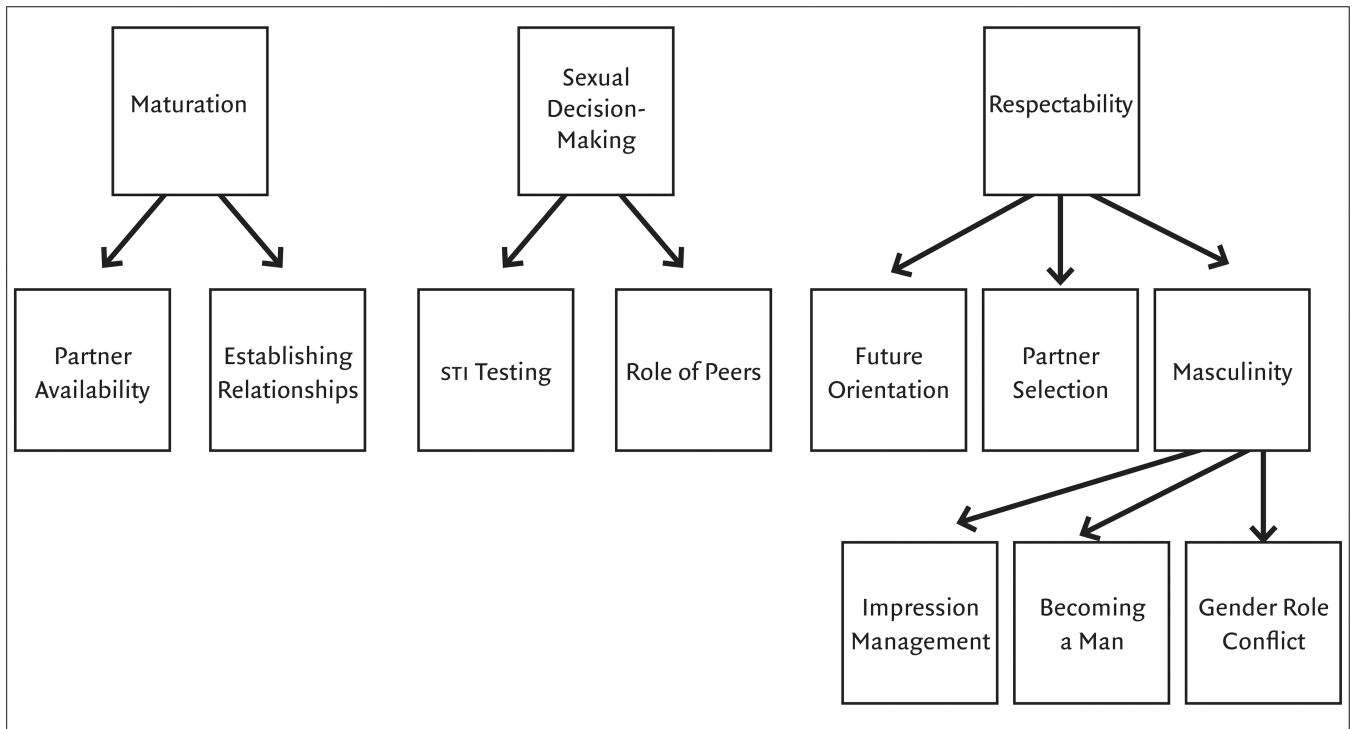 Maturation
Sexual
Decision-
Making
Respectability
Partner
Availability
Establishing
Relationships
STI Testing
Role of Peers
Future
Orientation
Partner
Selection
Masculinity
Impression
Management
Becoming
a Man
Gender Role
Conflict